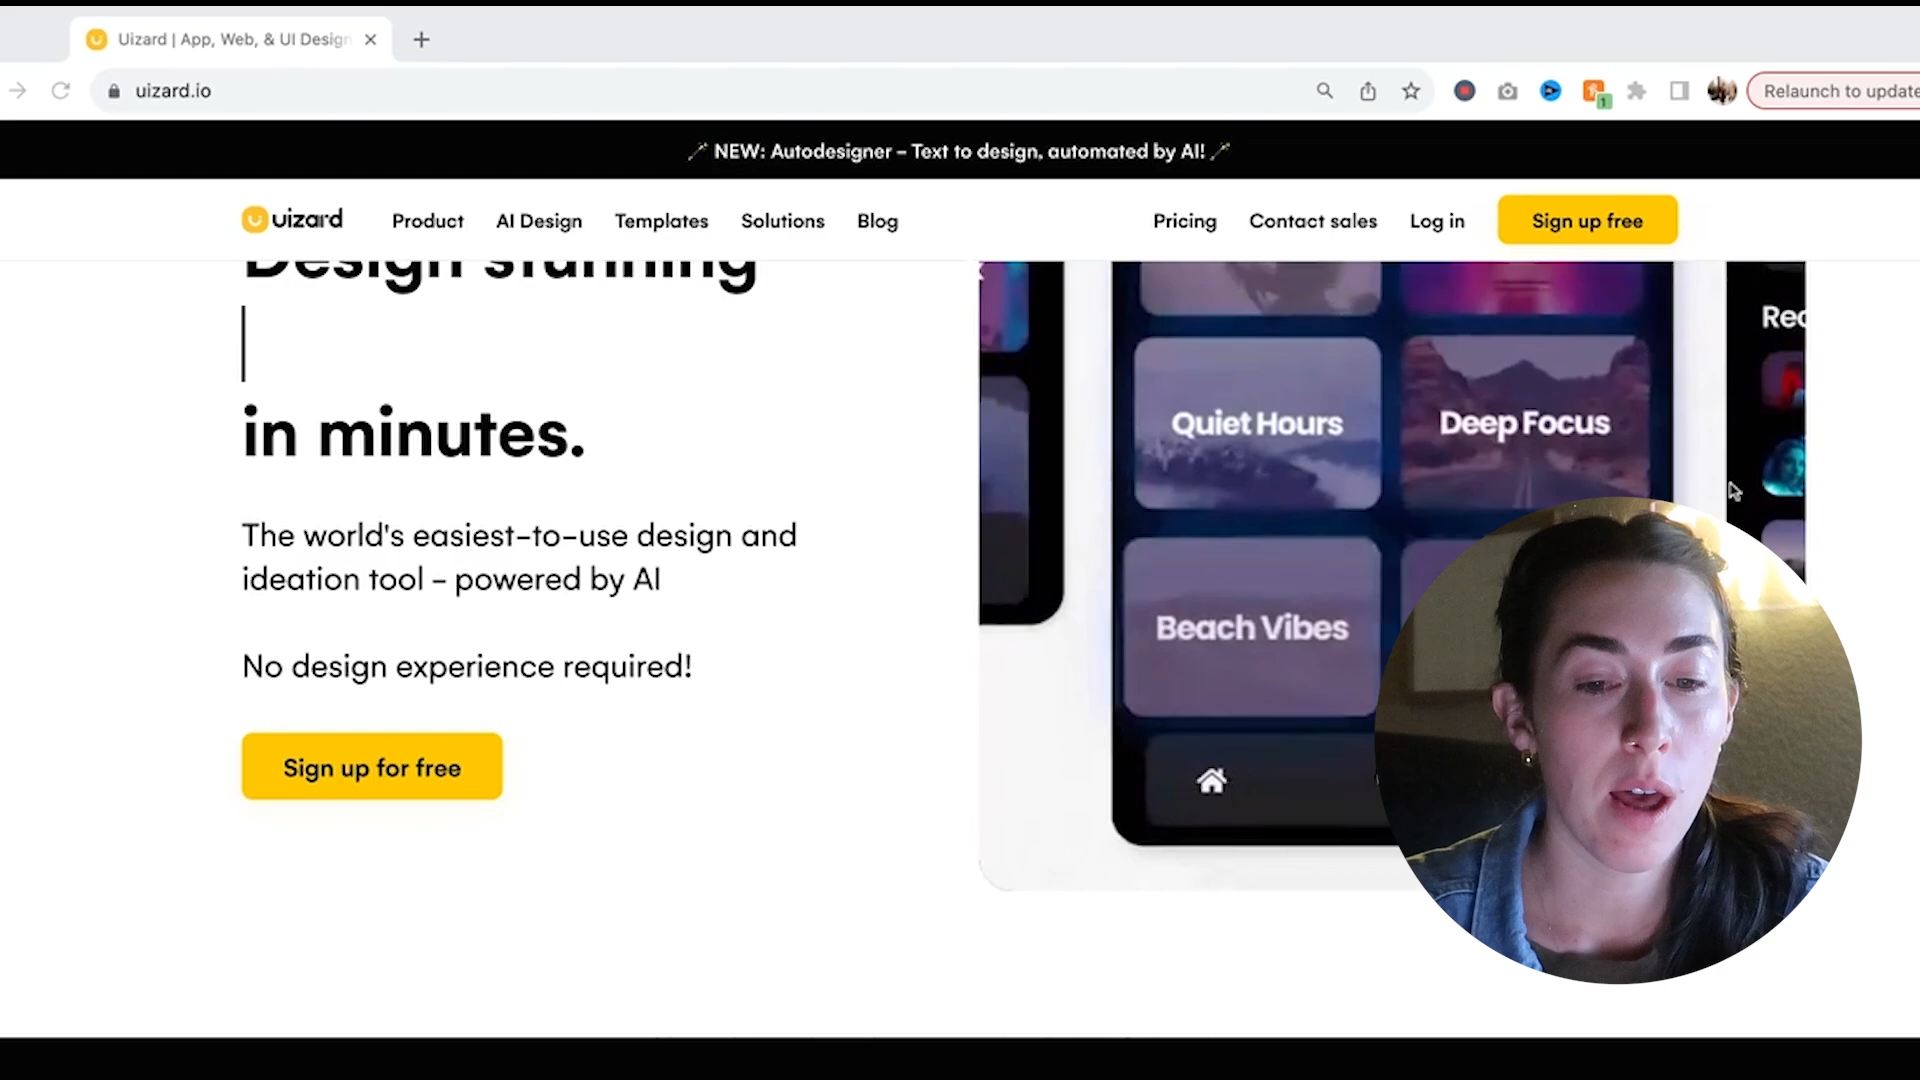 Uizard | App, Web, & UI Design
uizard.io
1
Relaunch to update
NEW: Autodesigner – Text to design, automated by AI!
uizard
Product
AI Design
Templates
Solutions
Blog
Pricing
Contact sales
Log in
Sign up free
Design stunning
in minutes.
The world's easiest-to-use design and
ideation tool – powered by AI
No design experience required!
Sign up for free
Quiet Hours
Deep Focus
Beach Vibes